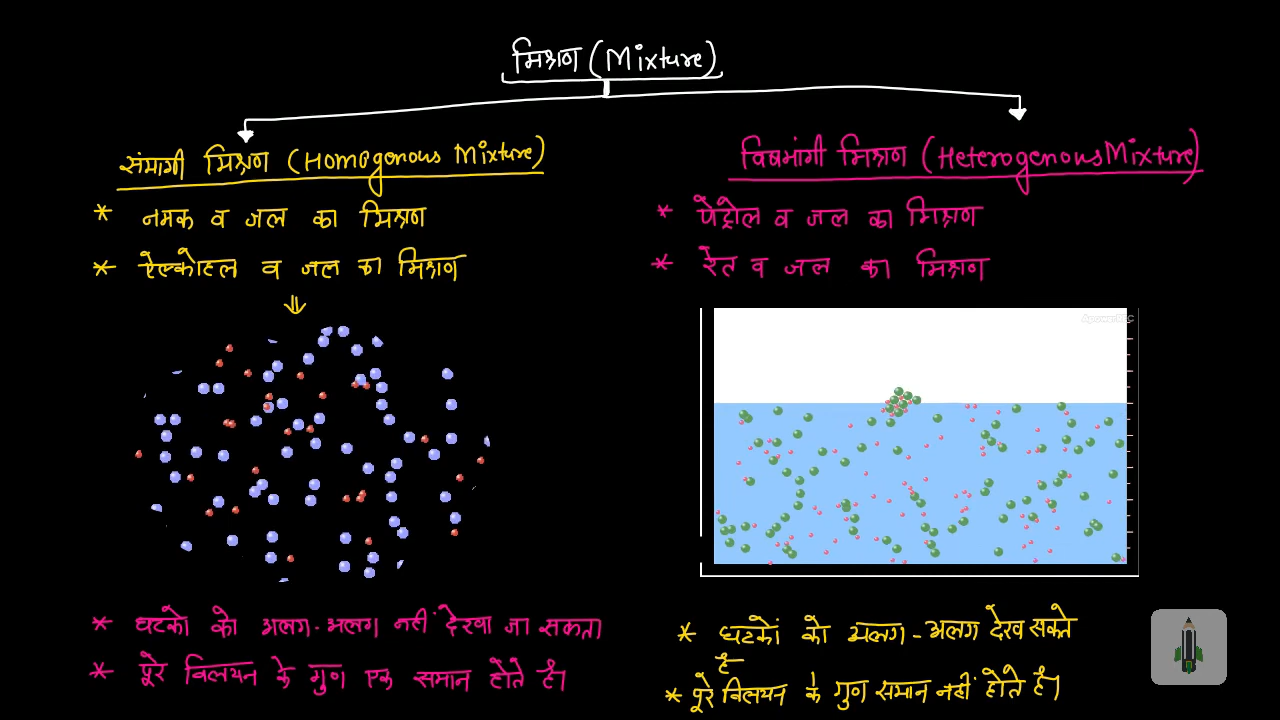 मिश्रण (Mixture)
संमागी मिश्रण (Homogenous Mixture)
* नमक व जल का मिश्रण
* ऐल्कोहल व जल का मिश्रण
* घटको को अलग-अलग नहीं देखा जा सकता
* पूरे विलयन के गुण एक समान होते है।
विषमांगी मिश्रण (Heterogenous Mixture)
* पेट्रोल व जल का मिश्रण
* रेत व जल का मिश्रण
* घटकों को अलग-अलग देख सकते
है
* पूरे विलयन के गुण समान नहीं होते है।